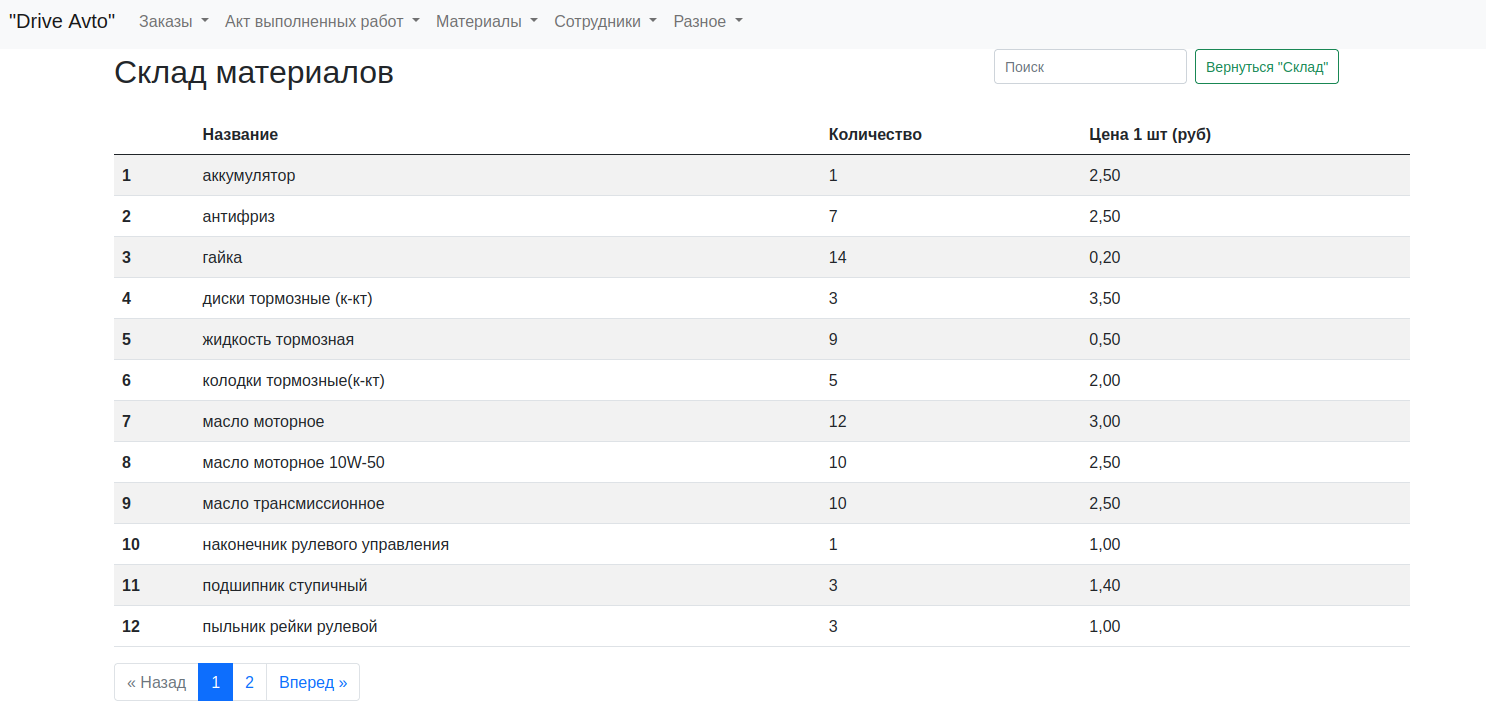 "Drive Avto" Заказы Акт выполненных работ Материалы Сотрудники Разное
Склад материалов Поиск Вернуться "Склад"
Название Количество Цена 1 шт (руб)
1 аккумулятор 1 2,50
2 антифриз 7 2,50
3 гайка 14 0,20
4 диски тормозные (к-кт) 3 3,50
5 жидкость тормозная 9 0,50
6 колодки тормозные(к-кт) 5 2,00
7 масло моторное 12 3,00
8 масло моторное 10W-50 10 2,50
9 масло трансмиссионное 10 2,50
10 наконечник рулевого управления 1 1,00
11 подшипник ступичный 3 1,40
12 пыльник рейки рулевой 3 1,00
« Назад 1 2 Вперед »